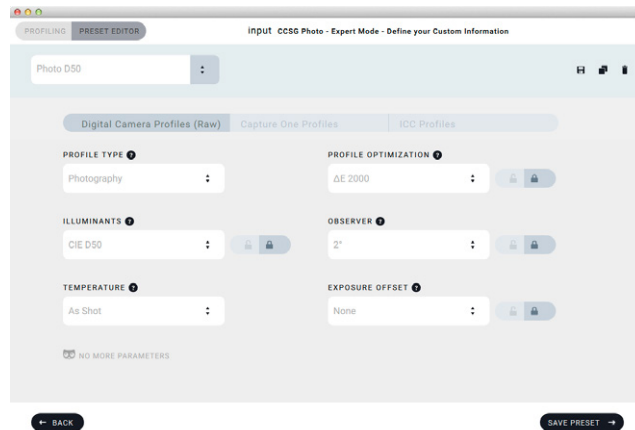 PROFILING PRESET EDITOR input CCSG Photo - Expert Mode - Define your Custom Information
Photo D50
Digital Camera Profiles (Raw) Capture One Profiles ICC Profiles
PROFILE TYPE ? PROFILE OPTIMIZATION ?
Photography ΔE 2000
ILLUMINANTS ? OBSERVER ?
CIE D50 2°
TEMPERATURE ? EXPOSURE OFFSET ?
As Shot None
NO MORE PARAMETERS
← BACK SAVE PRESET →